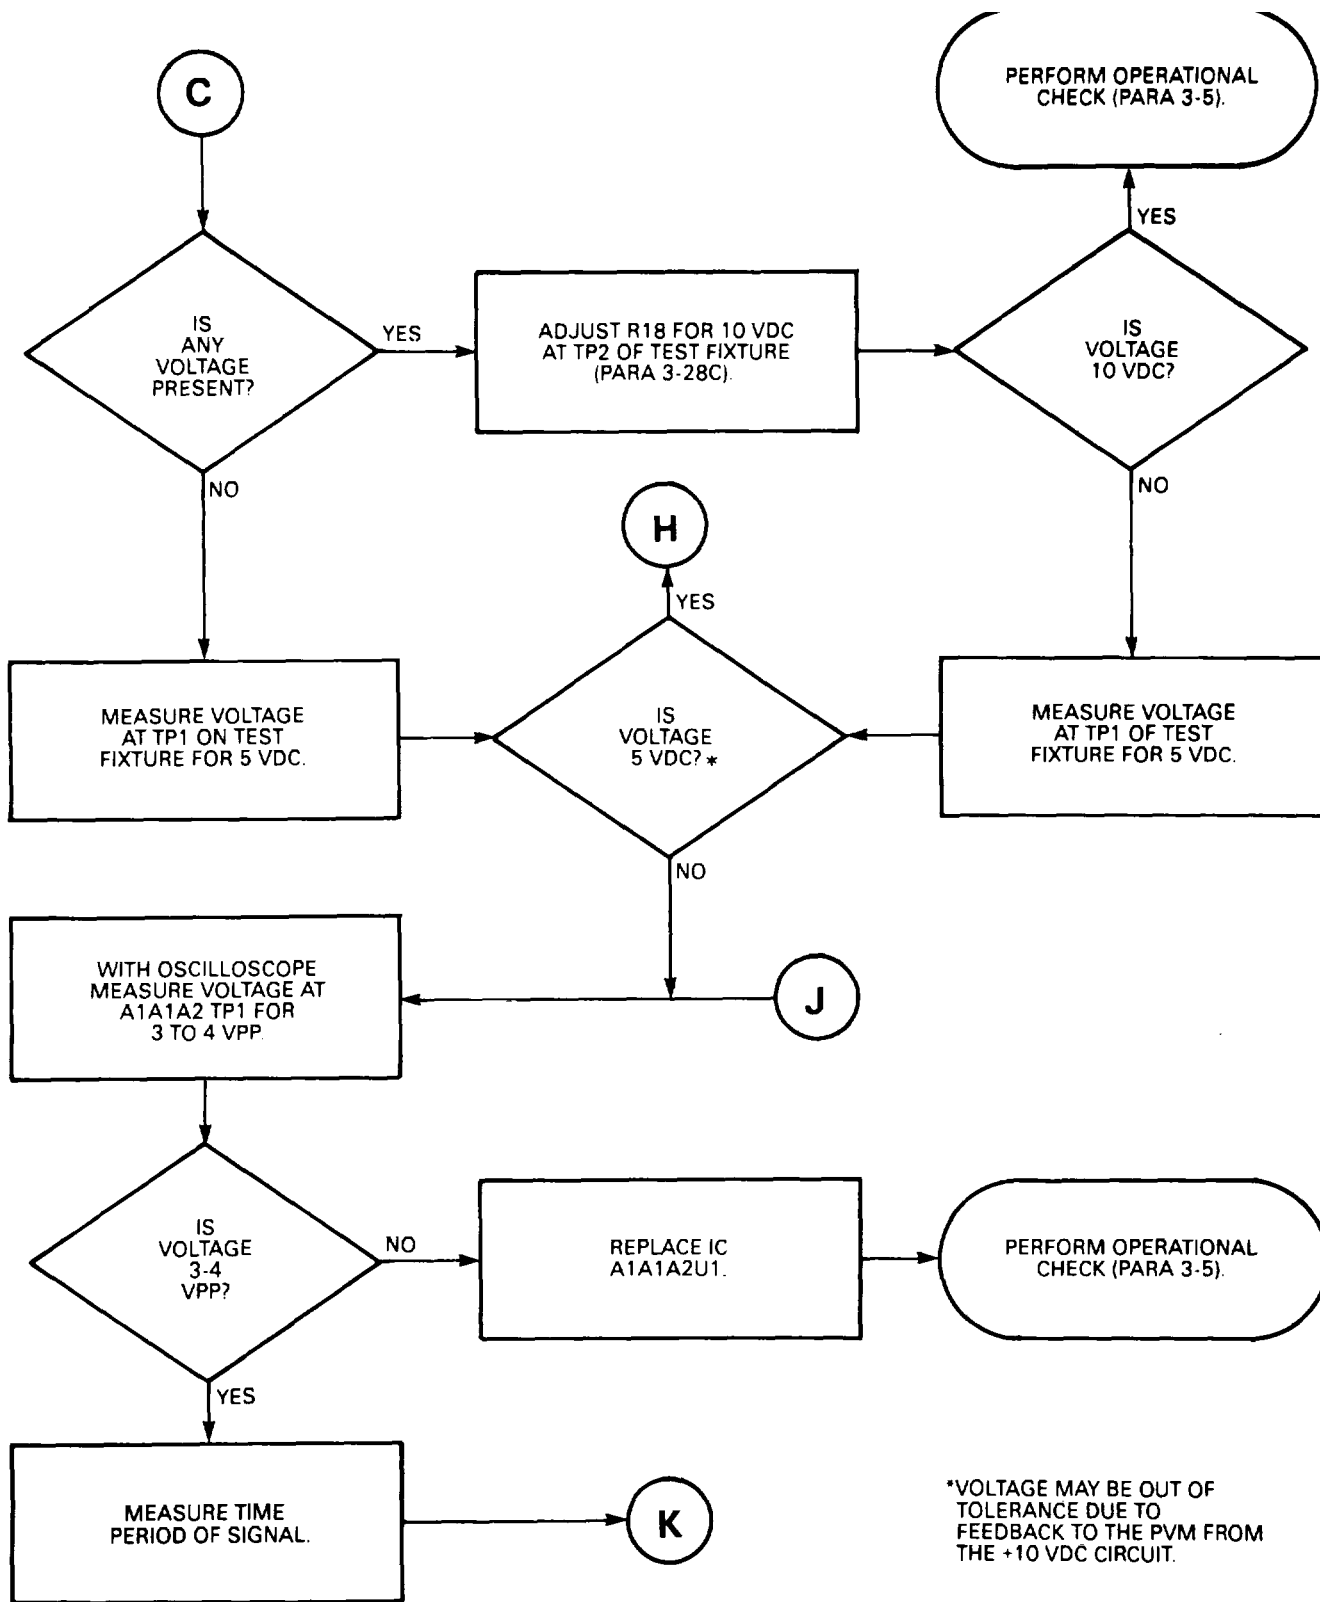 C
PERFORM OPERATIONAL
CHECK (PARA 3-5).
YES
IS
ANY
VOLTAGE
PRESENT?
YES
ADJUST R18 FOR 10 VDC
AT TP2 OF TEST FIXTURE
(PARA 3-28C).
IS
VOLTAGE
10 VDC?
NO
NO
H
YES
MEASURE VOLTAGE
AT TP1 ON TEST
FIXTURE FOR 5 VDC.
IS
VOLTAGE
5 VDC? *
MEASURE VOLTAGE
AT TP1 OF TEST
FIXTURE FOR 5 VDC.
NO
WITH OSCILLOSCOPE
MEASURE VOLTAGE AT
A1A1A2 TP1 FOR
3 TO 4 VPP.
J
IS
VOLTAGE
3-4
VPP?
NO
REPLACE IC
A1A1A2U1.
PERFORM OPERATIONAL
CHECK (PARA 3-5).
YES
MEASURE TIME
PERIOD OF SIGNAL.
K
*VOLTAGE MAY BE OUT OF
TOLERANCE DUE TO
FEEDBACK TO THE PVM FROM
THE +10 VDC CIRCUIT.